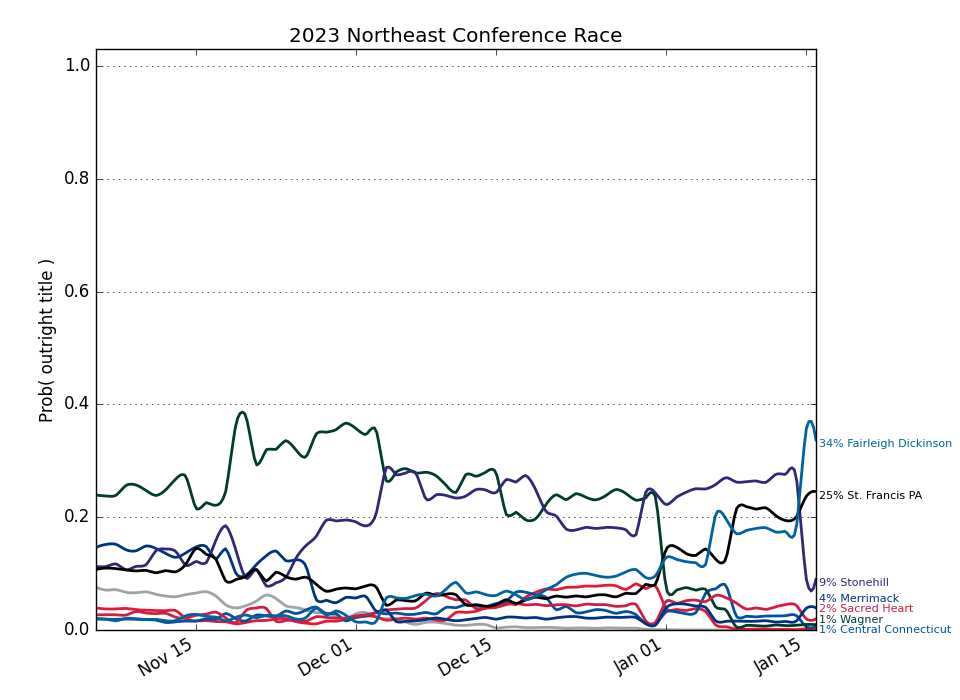 2023 Northeast Conference Race
1.0
0.8
0.6
0.4
0.2
0.0
Prob( outright title )
34% Fairleigh Dickinson
25% St. Francis PA
9% Stonehill
4% Merrimack
2% Sacred Heart
1% Wagner
1% Central Connecticut
Nov 15
Dec 01
Dec 15
Jan 01
Jan 15